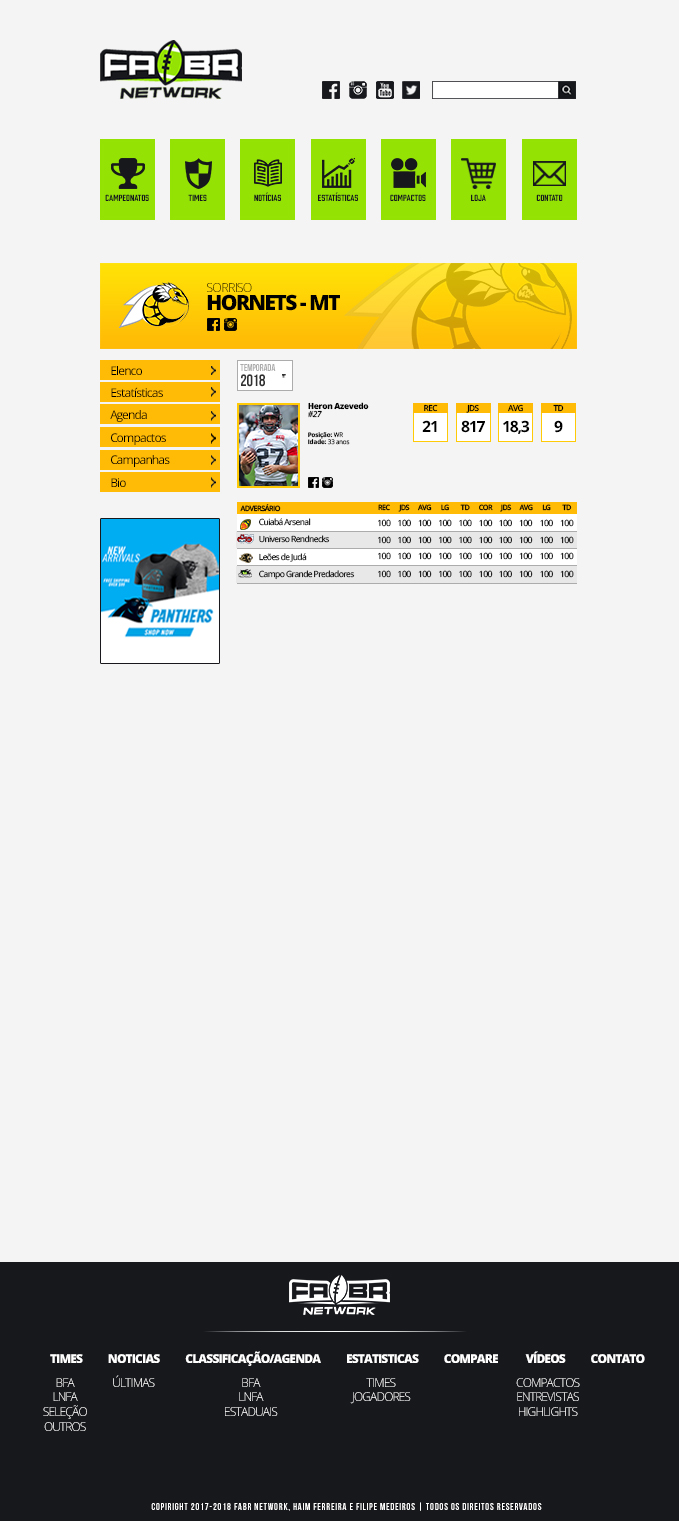 FABR
NETWORK
You
Tube
CAMPEONATOS
TIMES
NOTÍCIAS
ESTATÍSTICAS
COMPACTOS
LOJA
CONTATO
SORRISO
HORNETS - MT
Elenco
Estatísticas
Agenda
Compactos
Campanhas
Bio
TEMPORADA
2018
Heron Azevedo
#27
Posição: WR
Idade: 33 anos
27
REC JDS AVG TD
21 817 18,3 9
ADVERSÁRIO REC JDS AVG LG TD COR JDS AVG LG TD
Cuiabá Arsenal 100 100 100 100 100 100 100 100 100 100
Universo Rendnecks 100 100 100 100 100 100 100 100 100 100
Leões de Judá 100 100 100 100 100 100 100 100 100 100
Campo Grande Predadores 100 100 100 100 100 100 100 100 100 100
NEW
ARRIVALS
FREE SHIPPING
PANTHERS
SHOP NOW
FABR
NETWORK
TIMES NOTICIAS CLASSIFICAÇÃO/AGENDA ESTATISTICAS COMPARE VÍDEOS CONTATO
BFA ÚLTIMAS BFA TIMES COMPACTOS
LNFA LNFA JOGADORES ENTREVISTAS
SELEÇÃO ESTADUAIS HIGHLIGHTS
OUTROS
COPIRIGHT 2017-2018 FABR NETWORK, HAIM FERREIRA E FILIPE MEDEIROS | TODOS OS DIREITOS RESERVADOS